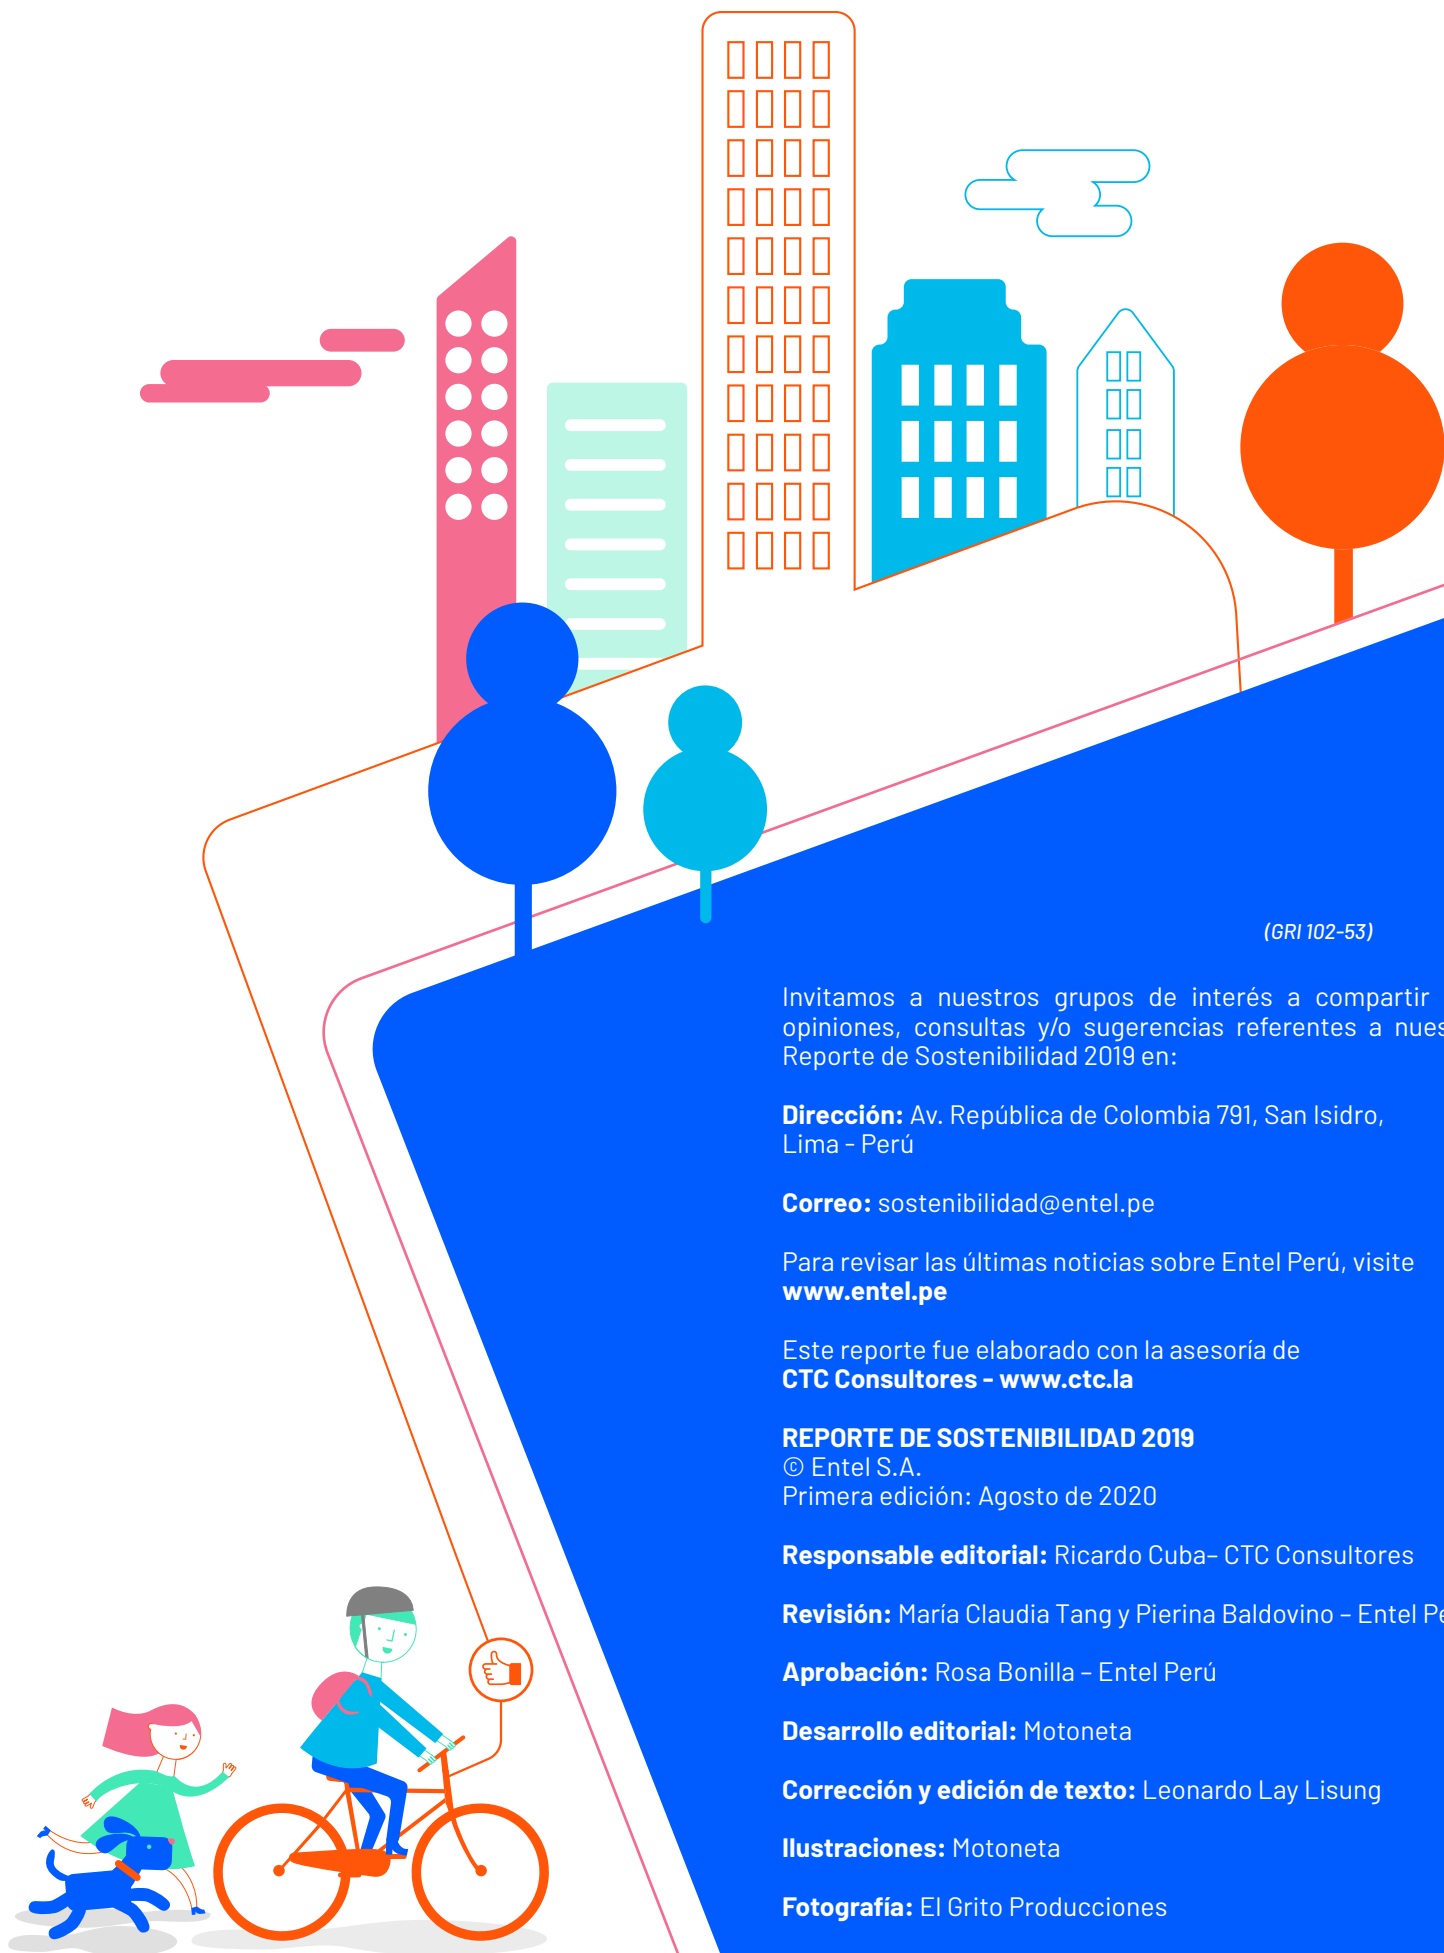 (GRI 102-53)
Invitamos a nuestros grupos de interés a compartir
opiniones, consultas y/o sugerencias referentes a
Reporte de Sostenibilidad 2019 en:
Dirección: Av. República de Colombia 791, San Isidro,
Lima - Perú
Correo: sostenibilidad@entel.pe
Para revisar las últimas noticias sobre Entel Perú, visite
www.entel.pe
Este reporte fue elaborado con la asesoría de
CTC Consultores - www.ctc.la
REPORTE DE SOSTENIBILIDAD 2019
© Entel S.A.
Primera edición: Agosto de 2020
Responsable editorial: Ricardo Cuba– CTC Consultores
Revisión: María Claudia Tang y Pierina Baldovino – Entel
Aprobación: Rosa Bonilla – Entel Perú
Desarrollo editorial: Motoneta
Corrección y edición de texto: Leonardo Lay Lisung
Ilustraciones: Motoneta
Fotografía: El Grito Producciones